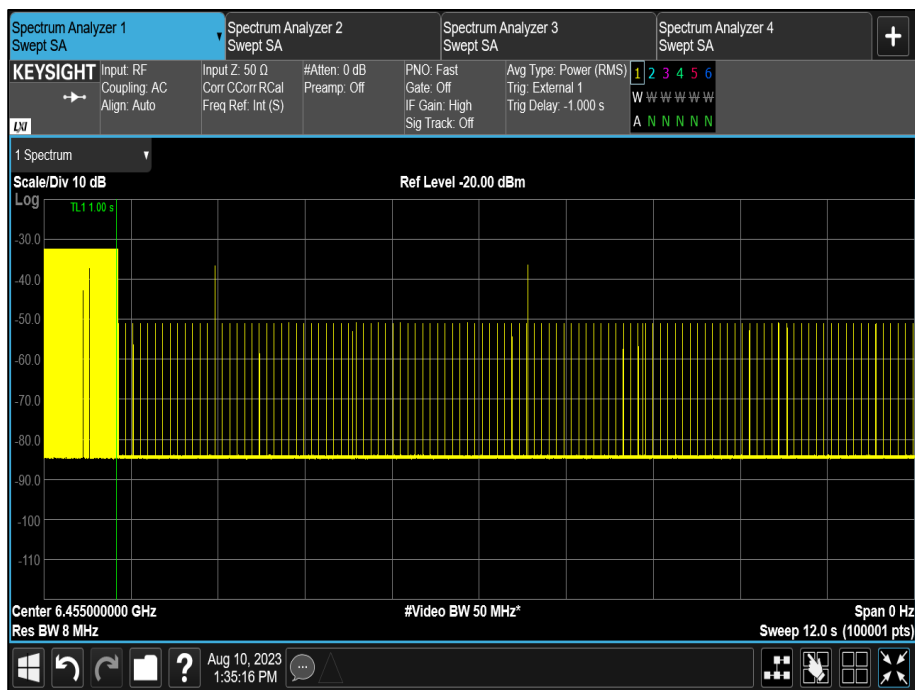 Spectrum Analyzer 1
Swept SA
Spectrum Analyzer 2
Swept SA
Spectrum Analyzer 3
Swept SA
Spectrum Analyzer 4
Swept SA
+
KEYSIGHT
LXI
Input: RF
Coupling: AC
Align: Auto
Input Z: 50 Ω
Corr CCorr RCal
Freq Ref: Int (S)
#Atten: 0 dB
Preamp: Off
PNO: Fast
Gate: Off
IF Gain: High
Sig Track: Off
Avg Type: Power (RMS)
Trig: External 1
Trig Delay: -1.000 s
1 2 3 4 5 6
W W W W W W
A N N N N N
1 Spectrum
Scale/Div 10 dB
Ref Level -20.00 dBm
Log
TL1 1.00 s
-30.0
-40.0
-50.0
-60.0
-70.0
-80.0
-90.0
-100
-110
Center 6.455000000 GHz
#Video BW 50 MHz*
Span 0 Hz
Res BW 8 MHz
Sweep 12.0 s (100001 pts)
?
Aug 10, 2023
1:35:16 PM